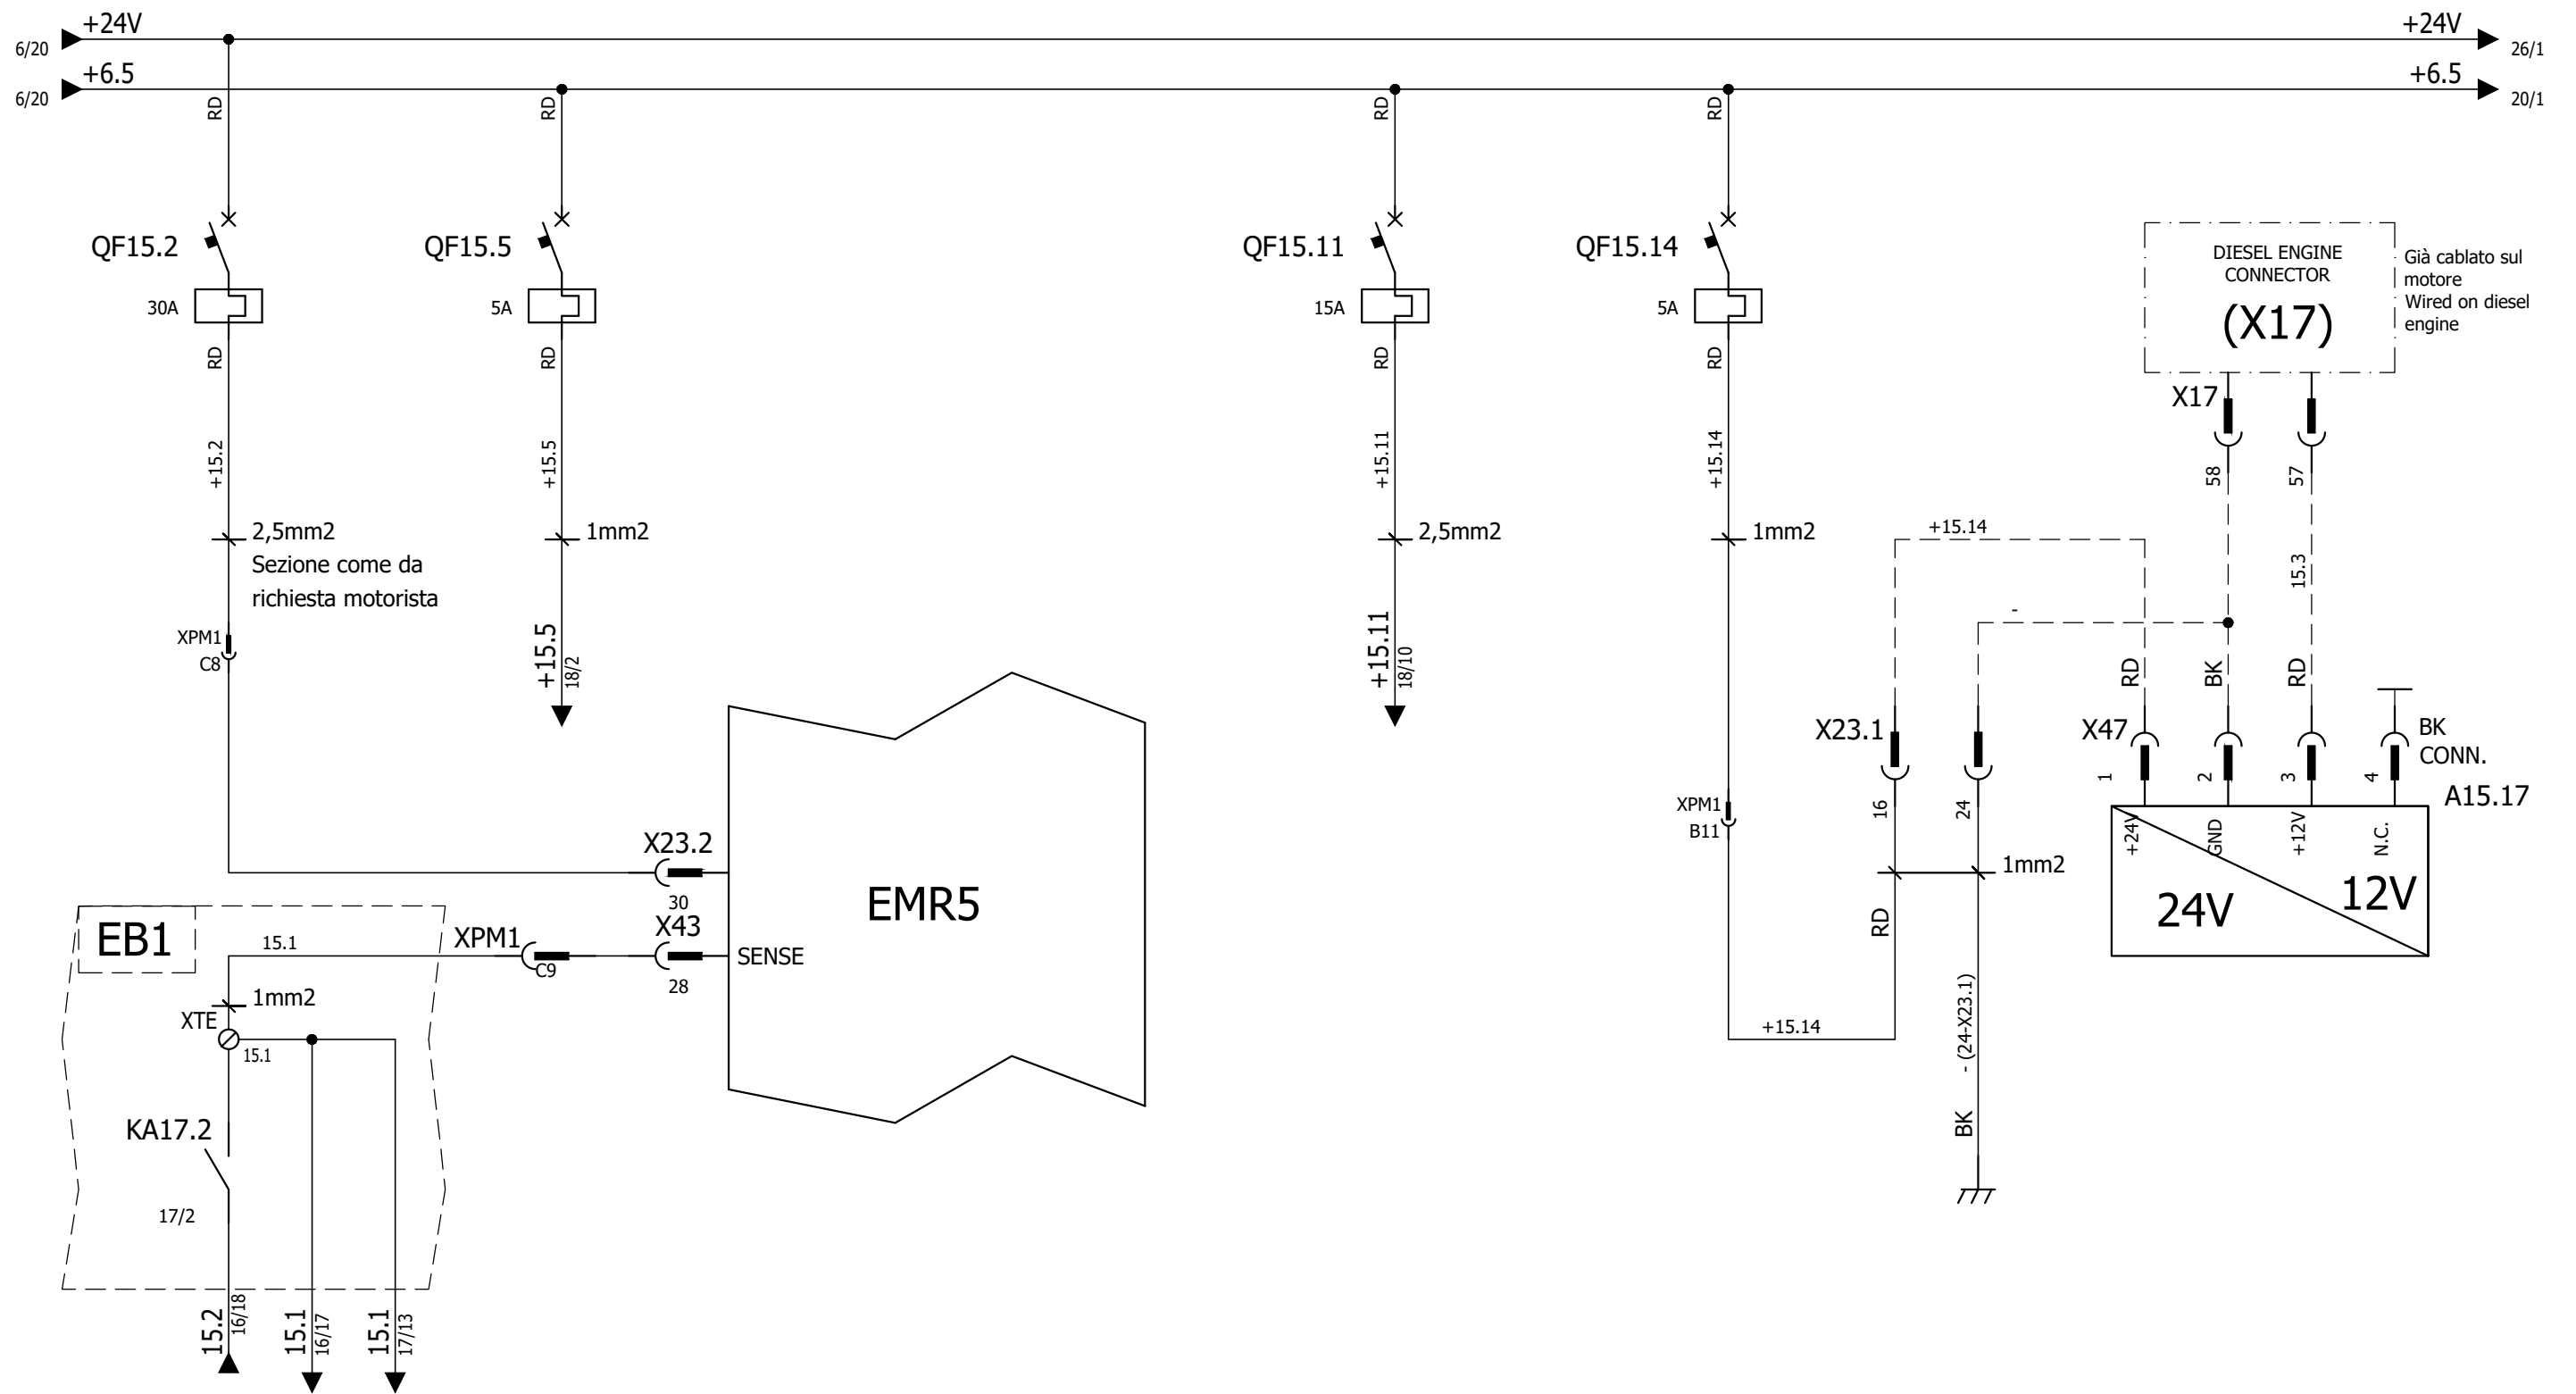 +24V
6/20
+24V
26/1
+6.5
6/20
+6.5
20/1
RD
RD
RD
RD
QF15.2
30A
QF15.5
5A
QF15.11
15A
QF15.14
5A
RD
RD
RD
RD
+15.2
+15.5
+15.11
+15.14
2,5mm2
Sezione come da
richiesta motorista
1mm2
2,5mm2
1mm2
XPM1
C8
+15.5
18/2
+15.11
18/10
DIESEL ENGINE
CONNECTOR
(X17)
Già cablato sul
motore
Wired on diesel
engine
X17
58
57
+15.14
15.3
-
RD
BK
RD
X23.1
16
24
X47
1
2
3
4
BK
CONN.
A15.17
+24V
GND
+12V
N.C.
24V
12V
XPM1
B11
1mm2
RD
+15.14
- (24-X23.1)
BK
X23.2
30
X43
28
SENSE
EMR5
EB1
15.1
XPM1
C9
1mm2
XTE
15.1
KA17.2
17/2
15.2
16/18
15.1
16/17
15.1
17/13